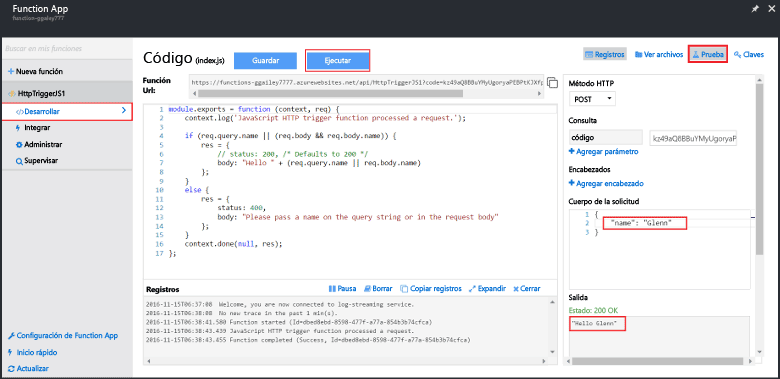 Function App
function-ggailey777
Buscar en mis funciones
Nueva función
HttpTriggerJS1
Desarrollar
Integrar
Administrar
Supervisar
Configuración de Function App
Inicio rápido
Actualizar
Código (index.js)
Guardar
Ejecutar
Registros
Ver archivos
Prueba
Claves
Función Url:
https://functions-ggailey7777.azurewebsites.net/api/HttpTriggerJS1?code=kz49aQ8BBuYMyUgoryaPEBPtKJXfp
1 module.exports = function (context, req) {
2 context.log('JavaScript HTTP trigger function processed a request.');
3
4 if (req.query.name || (req.body && req.body.name)) {
5 res = {
6 // status: 200, /* Defaults to 200 */
7 body: "Hello " + (req.query.name || req.body.name)
8 };
9 }
10 else {
11 res = {
12 status: 400,
13 body: "Please pass a name on the query string or in the request body"
14 };
15 }
16 context.done(null, res);
17 };
Registros
Pausa
Borrar
Copiar registros
Expandir
Cerrar
2016-11-15T06:37:08 Welcome, you are now connected to log-streaming service.
2016-11-15T06:38:08 No new trace in the past 1 min(s).
2016-11-15T06:38:41.580 Function started (Id=dbed8ebd-8598-477f-a77a-854b3b74cfca)
2016-11-15T06:38:43.439 JavaScript HTTP trigger function processed a request.
2016-11-15T06:38:43.455 Function completed (Success, Id=dbed8ebd-8598-477f-a77a-854b3b74cfca)
Método HTTP
POST
Consulta
código
kz49aQ8BBuYMyUgoryaP
Agregar parámetro
Encabezados
Agregar encabezado
Cuerpo de la solicitud
1 {
2 "name": "Glenn"
3 }
Salida
Estado: 200 OK
"Hello Glenn"